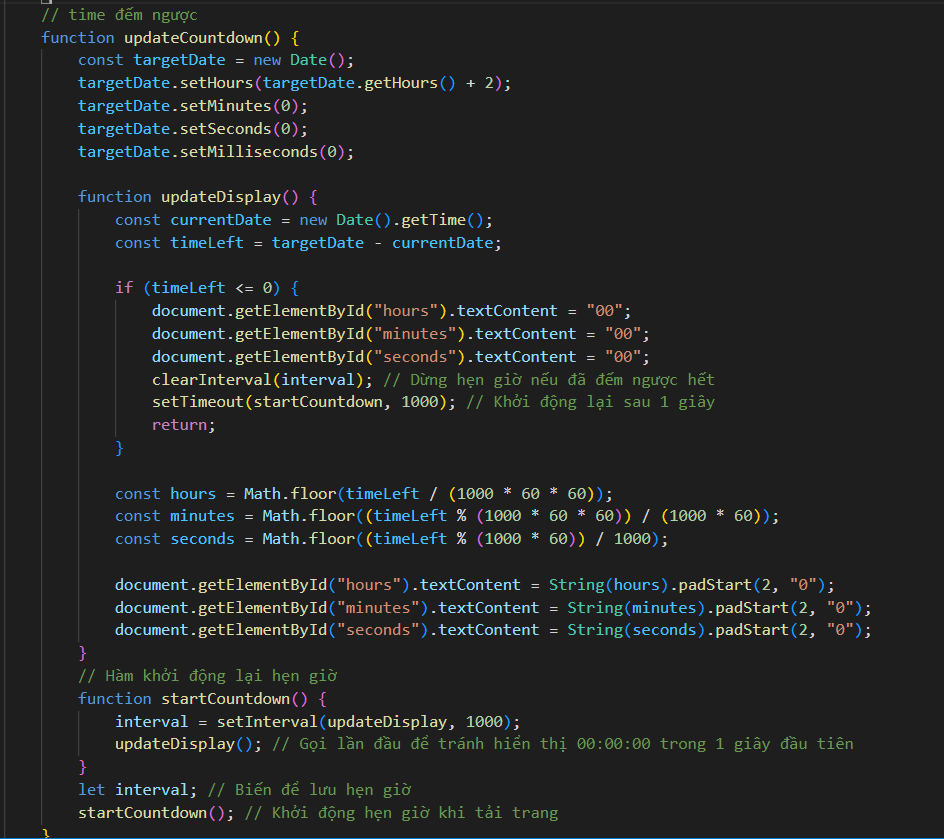 // time đếm ngược
function updateCountdown() {
    const targetDate = new Date();
    targetDate.setHours(targetDate.getHours() + 2);
    targetDate.setMinutes(0);
    targetDate.setSeconds(0);
    targetDate.setMilliseconds(0);

    function updateDisplay() {
        const currentDate = new Date().getTime();
        const timeLeft = targetDate - currentDate;

        if (timeLeft <= 0) {
            document.getElementById("hours").textContent = "00";
            document.getElementById("minutes").textContent = "00";
            document.getElementById("seconds").textContent = "00";
            clearInterval(interval); // Dừng hẹn giờ nếu đã đếm ngược hết
            setTimeout(startCountdown, 1000); // Khởi động lại sau 1 giây
            return;
        }

        const hours = Math.floor(timeLeft / (1000 * 60 * 60));
        const minutes = Math.floor((timeLeft % (1000 * 60 * 60)) / (1000 * 60));
        const seconds = Math.floor((timeLeft % (1000 * 60)) / 1000);

        document.getElementById("hours").textContent = String(hours).padStart(2, "0");
        document.getElementById("minutes").textContent = String(minutes).padStart(2, "0");
        document.getElementById("seconds").textContent = String(seconds).padStart(2, "0");
    }
    // Hàm khởi động lại hẹn giờ
    function startCountdown() {
        interval = setInterval(updateDisplay, 1000);
        updateDisplay(); // Gọi lần đầu để tránh hiển thị 00:00:00 trong 1 giây đầu tiên
    }
    let interval; // Biến để lưu hẹn giờ
    startCountdown(); // Khởi động hẹn giờ khi tải trang
}